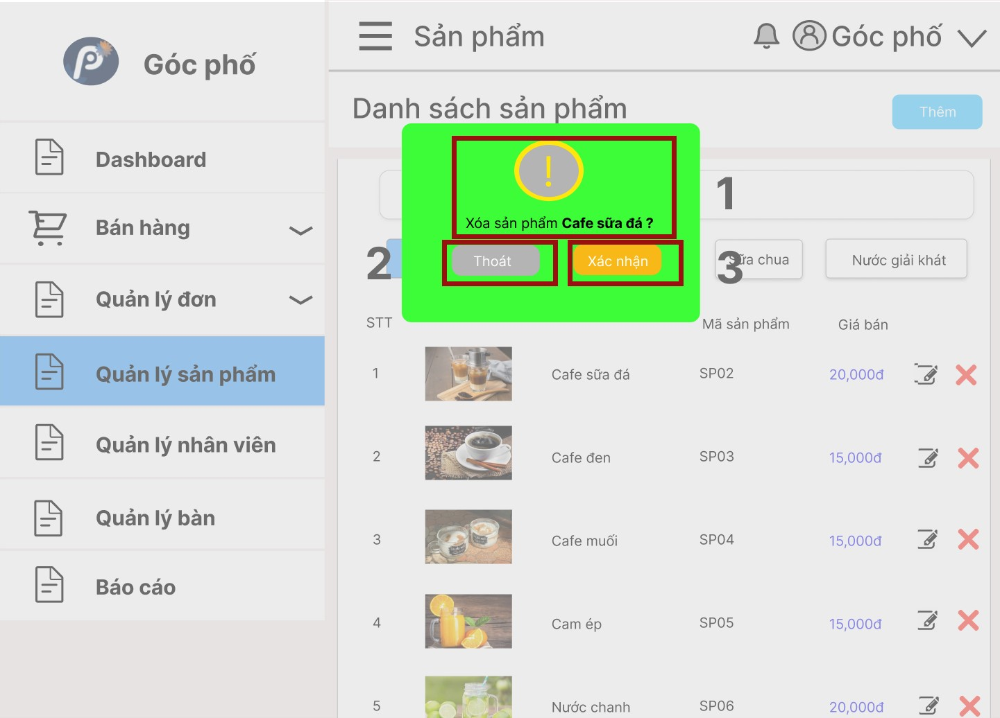 Góc phố
Sản phẩm
Góc phố
Danh sách sản phẩm
Thêm
Dashboard
Bán hàng
Quản lý đơn
Quản lý sản phẩm
Quản lý nhân viên
Quản lý bàn
Báo cáo
!
1
Xóa sản phẩm Cafe sữa đá ?
2
Thoát
Xác nhận
3
Sữa chua
Nước giải khát
STT
Mã sản phẩm
Giá bán
1 Cafe sữa đá SP02 20,000đ
2 Cafe đen SP03 15,000đ
3 Cafe muối SP04 15,000đ
4 Cam ép SP05 15,000đ
5 Nước chanh SP06 20,000đ